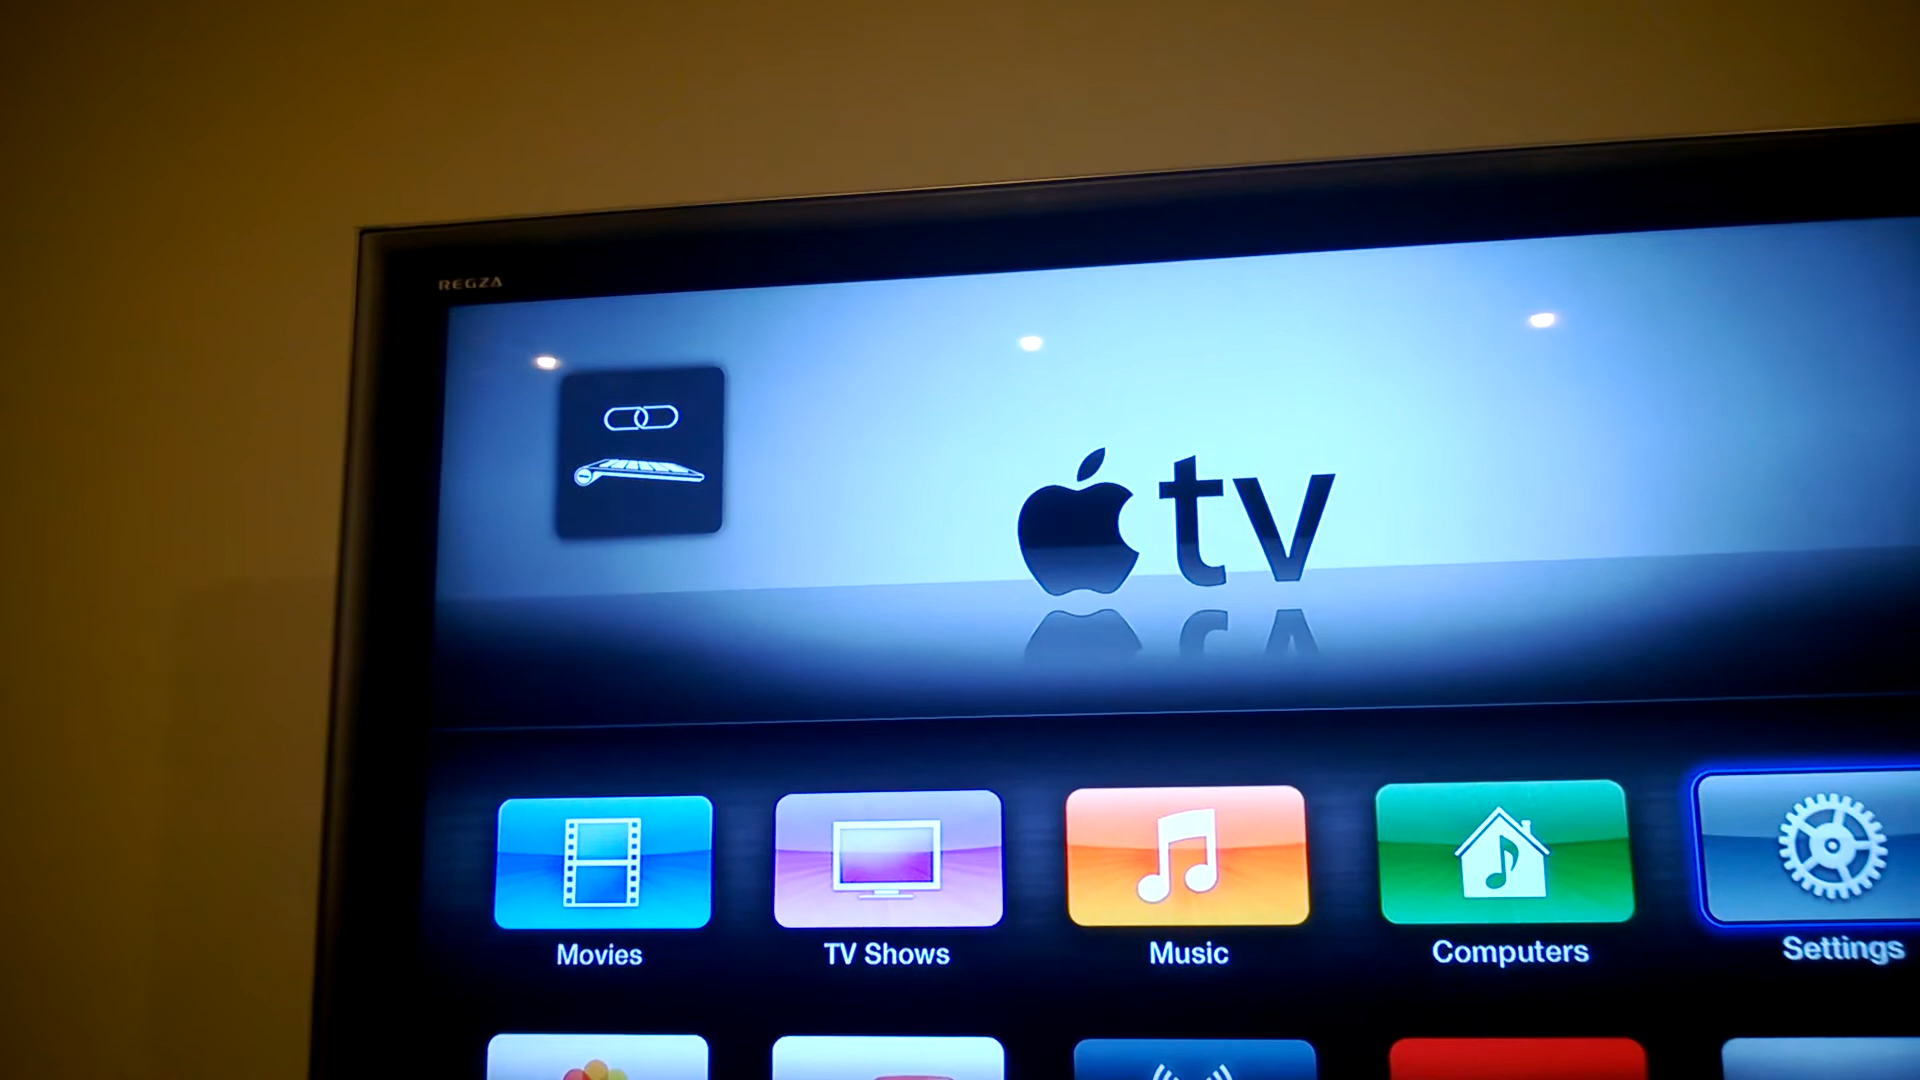 REGZA
tv
Movies
TV Shows
Music
Computers
Settings